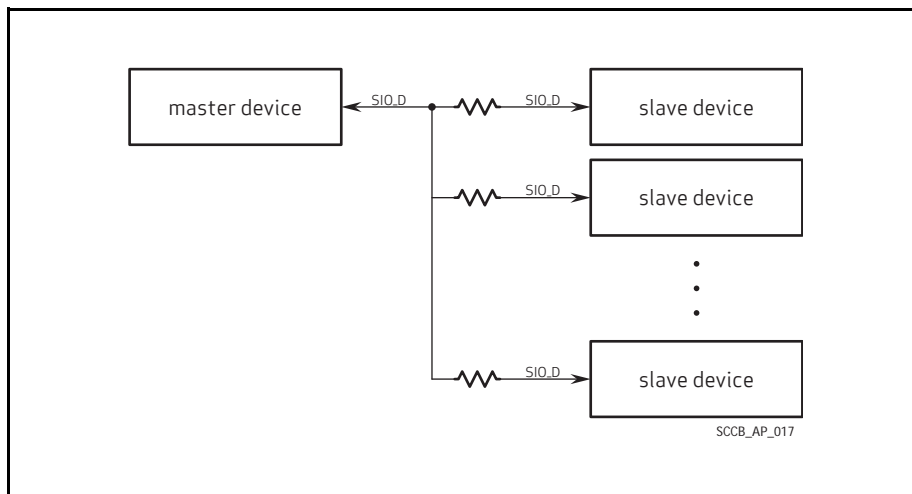 master device
SIO_D
SIO_D
slave device
SIO_D
slave device
SIO_D
slave device
SCCB_AP_017